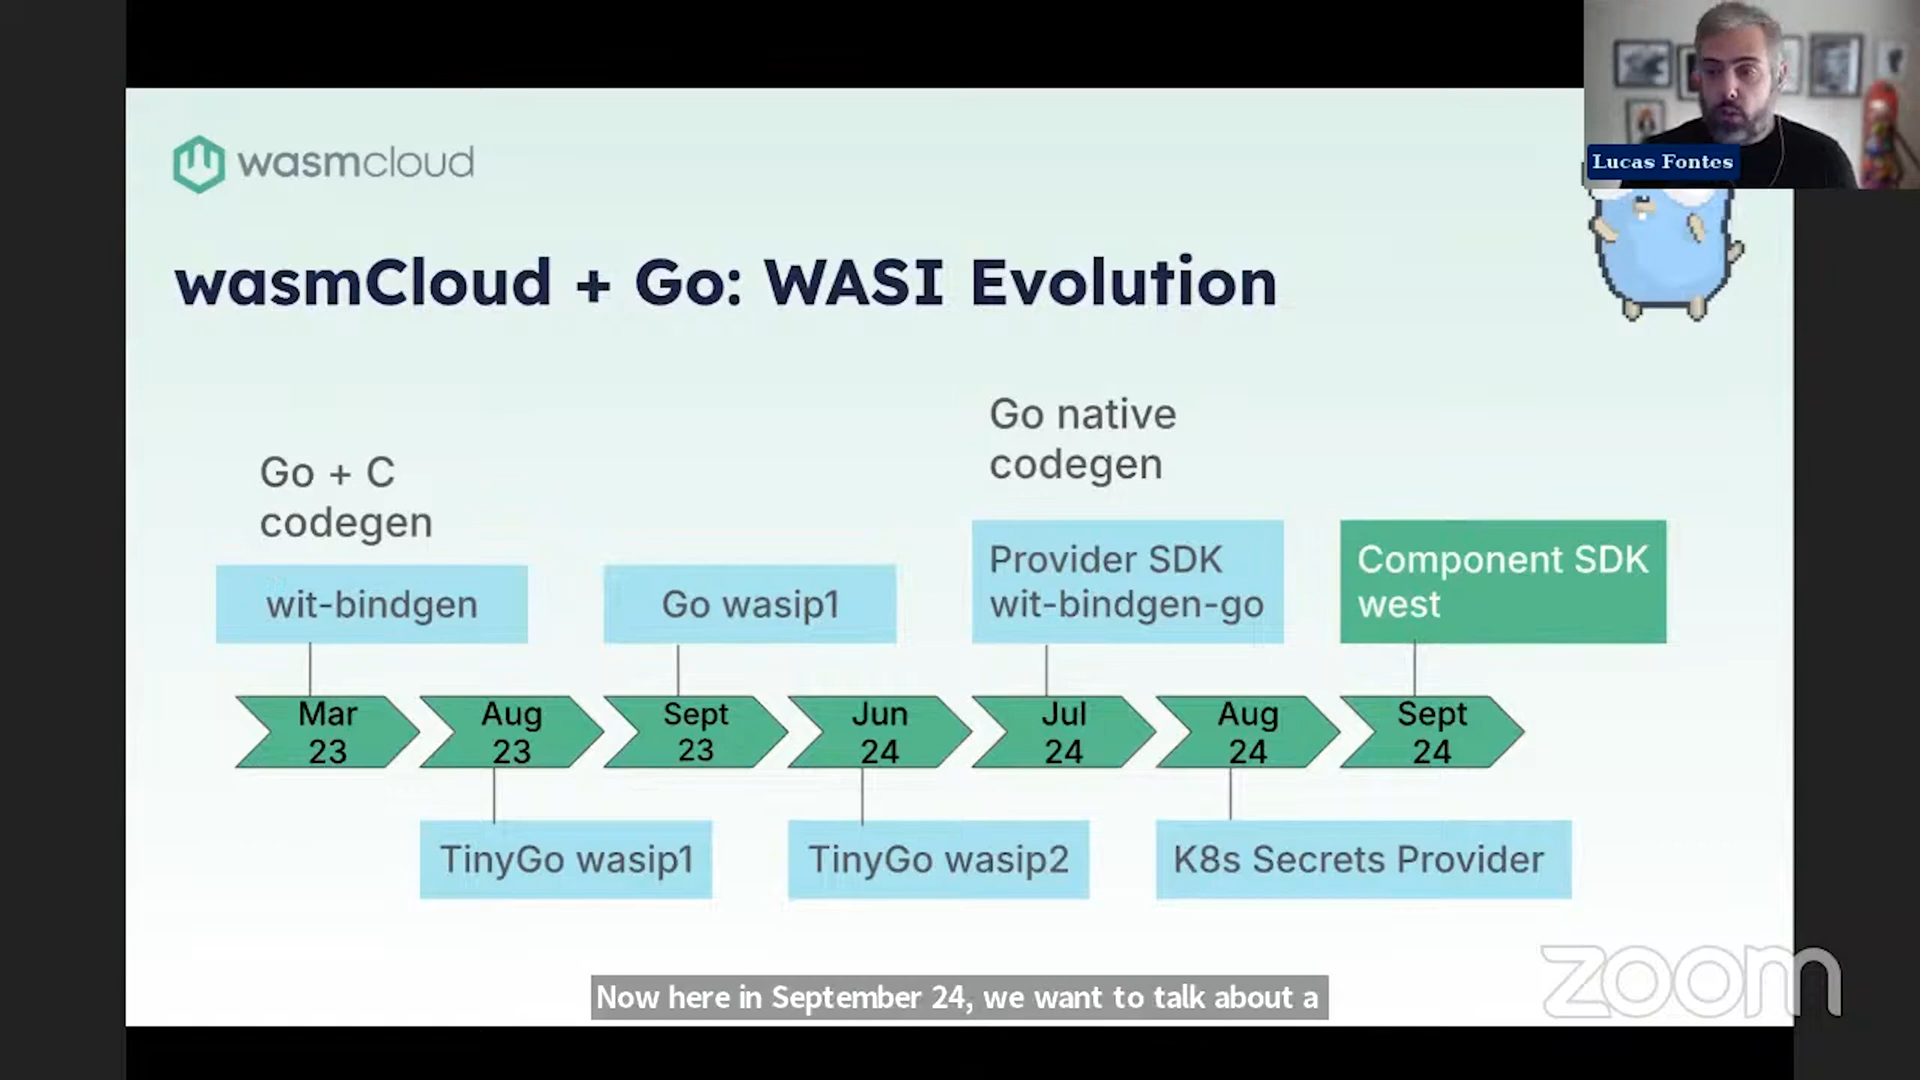 wasmcloud
Lucas Fontes
wasmCloud + Go: WASI Evolution
Go + C
codegen
Go native
codegen
wit-bindgen
Go wasip1
Provider SDK
wit-bindgen-go
Component SDK
west
Mar
23
Aug
23
Sept
23
Jun
24
Jul
24
Aug
24
Sept
24
TinyGo wasip1
TinyGo wasip2
K8s Secrets Provider
zoom
Now here in September 24, we want to talk about a